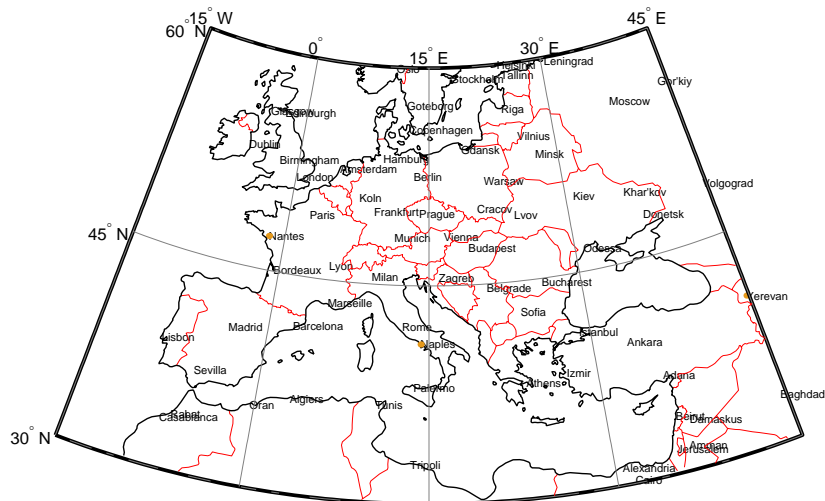 15° W
60° N
0°
15° E
30° E
45° E
45° N
30° N
Oslo
Helsinki
Leningrad
Tallinn
Stockholm
Gor'kiy
Moscow
Glasgow
Edinburgh
Goteborg
Riga
Copenhagen
Dublin
Vilnius
Gdansk
Minsk
Birmingham
Hamburg
Amsterdam
London
Berlin
Warsaw
Volgograd
Koln
Kiev
Khar'kov
Paris
Frankfurt
Prague
Cracov
Lvov
Donetsk
Nantes
Munich
Vienna
Budapest
Odessa
Bordeaux
Lyon
Milan
Zagreb
Belgrade
Bucharest
Yerevan
Marseille
Sofia
Madrid
Barcelona
Rome
Istanbul
Lisbon
Naples
Ankara
Sevilla
Izmir
Adana
Athens
Palermo
Baghdad
Algiers
Oran
Tunis
Rabat
Casablanca
Beirut
Damaskus
Amman
Jerusalem
Tripoli
Alexandria
Cairo